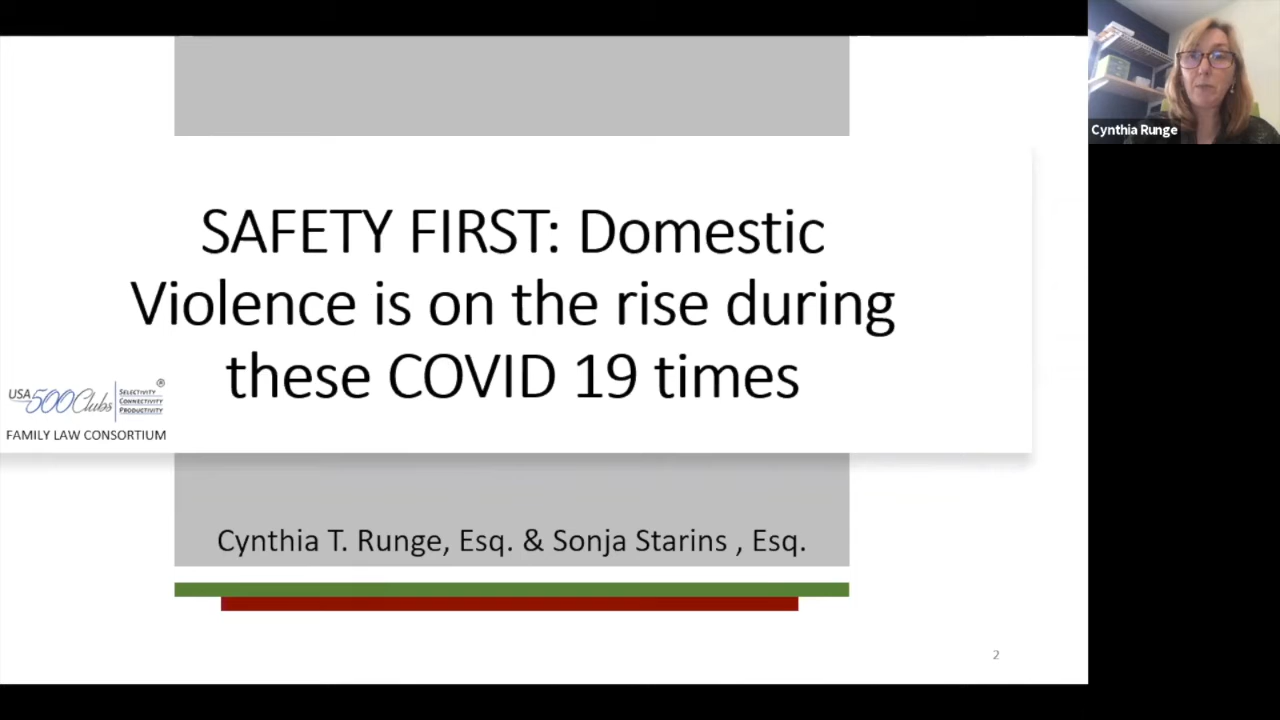 SAFETY FIRST: Domestic
Violence is on the rise during
these COVID 19 times
USA 500 Clubs ®
SELECTIVITY
CONNECTIVITY
PRODUCTIVITY
FAMILY LAW CONSORTIUM
Cynthia T. Runge, Esq. & Sonja Starins , Esq.
2
Cynthia Runge